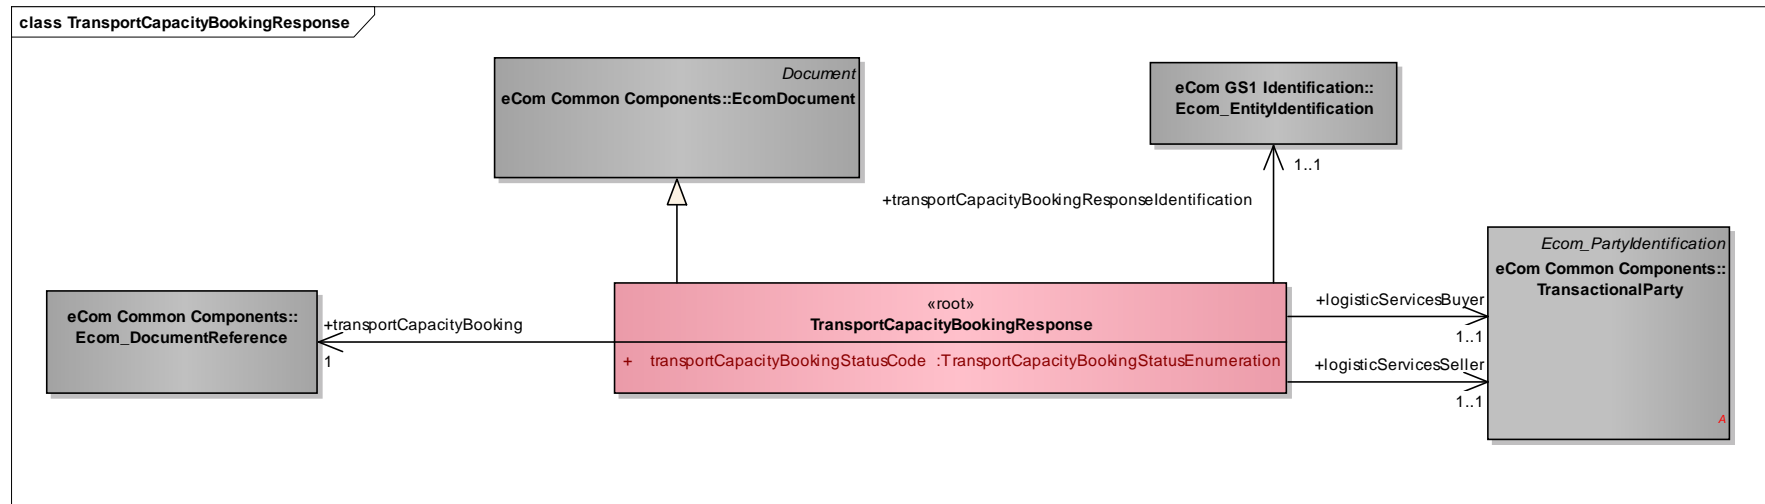 class TransportCapacityBookingResponse
Document
eCom Common Components::EcomDocument
eCom GS1 Identification::
Ecom_EntityIdentification
1..1
+transportCapacityBookingResponseIdentification
Ecom_PartyIdentification
eCom Common Components::
TransactionalParty
A
eCom Common Components::
Ecom_DocumentReference
+transportCapacityBooking
1
«root»
TransportCapacityBookingResponse
+ transportCapacityBookingStatusCode :TransportCapacityBookingStatusEnumeration
+logisticServicesBuyer
1..1
+logisticServicesSeller
1..1